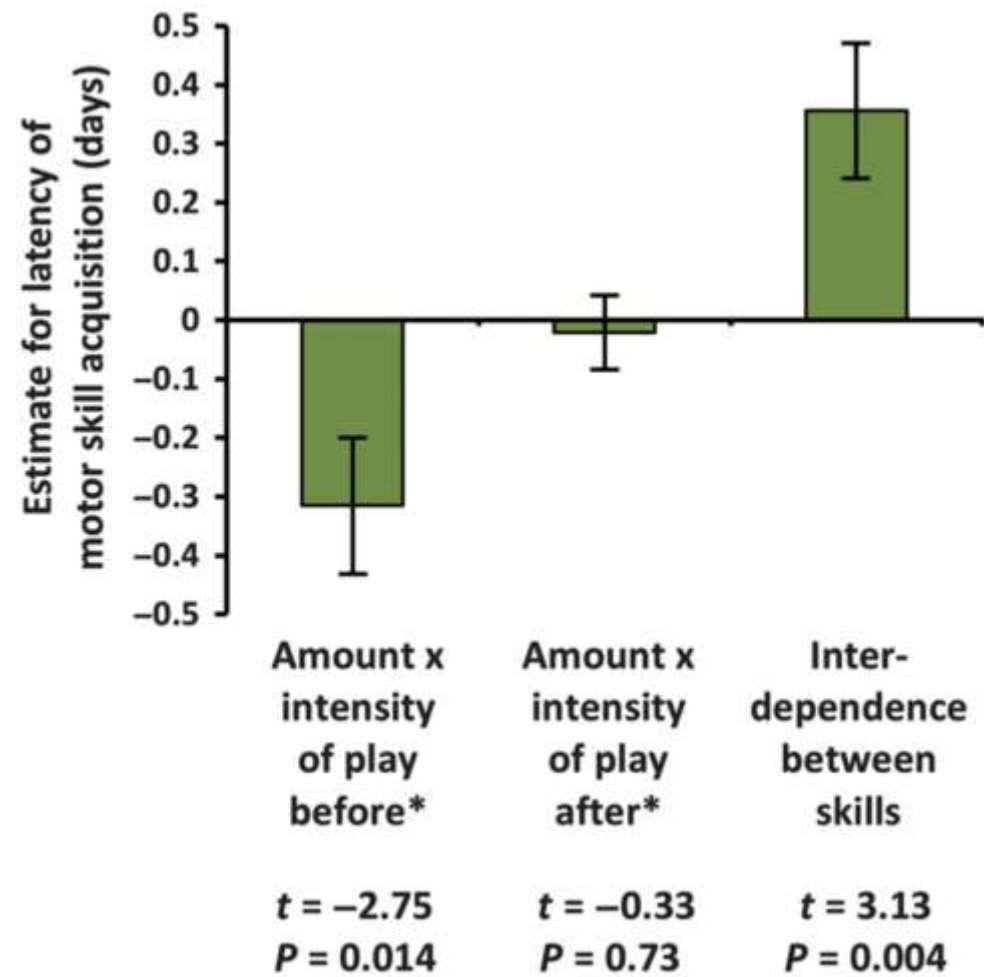 Estimate for latency of
motor skill acquisition (days)
0.5
0.4
0.3
0.2
0.1
0
–0.1
–0.2
–0.3
–0.4
–0.5
Amount x
intensity
of play
before*
t = –2.75
P = 0.014
Amount x
intensity
of play
after*
t = –0.33
P = 0.73
Inter-
dependence
between
skills
t = 3.13
P = 0.004